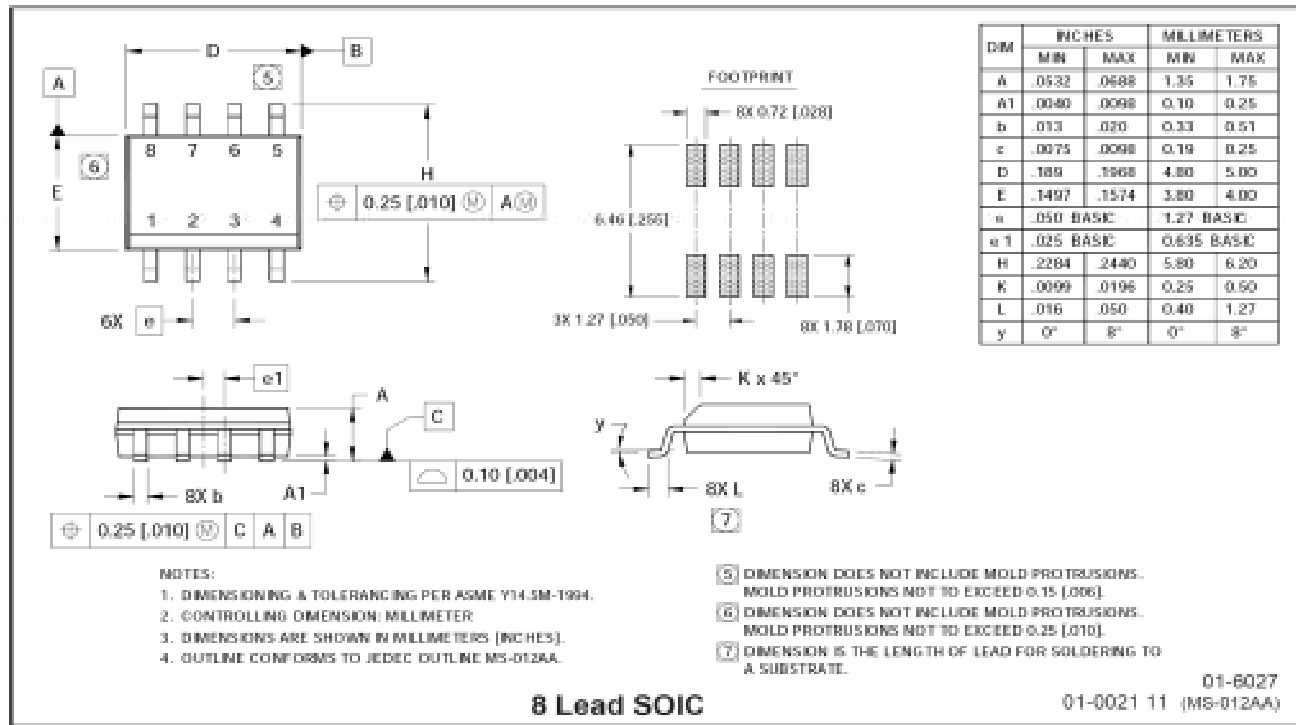 D
B
5
A
8 7 6 5
6
E
H
1 2 3 4
0.25 [.010] M A M
6X e
FOOTPRINT
8X 0.72 [.028]
6.46 [.255]
3X 1.27 [.050]
8X 1.78 [.070]
DIM INCHES MILLIMETERS
MIN MAX MIN MAX
A .0532 .0688 1.35 1.75
A1 .0040 .0098 0.10 0.25
b .013 .020 0.33 0.51
c .0075 .0098 0.19 0.25
D .189 .1968 4.80 5.00
E .1497 .1574 3.80 4.00
e .050 BASIC 1.27 BASIC
e 1 .025 BASIC 0.635 BASIC
H .2284 .2440 5.80 6.20
K .0099 .0196 0.25 0.50
L .016 .050 0.40 1.27
y 0° 8° 0° 8°
e1
A
C
0.10 [.004]
8X b
A1
0.25 [.010] M C A B
K x 45°
y
8X L
7
8X c
NOTES:
1. DIMENSIONING & TOLERANCING PER ASME Y14.5M-1994.
2. CONTROLLING DIMENSION: MILLIMETER
3. DIMENSIONS ARE SHOWN IN MILLIMETERS [INCHES].
4. OUTLINE CONFORMS TO JEDEC OUTLINE MS-012AA.
5 DIMENSION DOES NOT INCLUDE MOLD PROTRUSIONS.
MOLD PROTRUSIONS NOT TO EXCEED 0.15 [.006].
6 DIMENSION DOES NOT INCLUDE MOLD PROTRUSIONS.
MOLD PROTRUSIONS NOT TO EXCEED 0.25 [.010].
7 DIMENSION IS THE LENGTH OF LEAD FOR SOLDERING TO
A SUBSTRATE.
8 Lead SOIC
01-6027
01-0021 11 (MS-012AA)